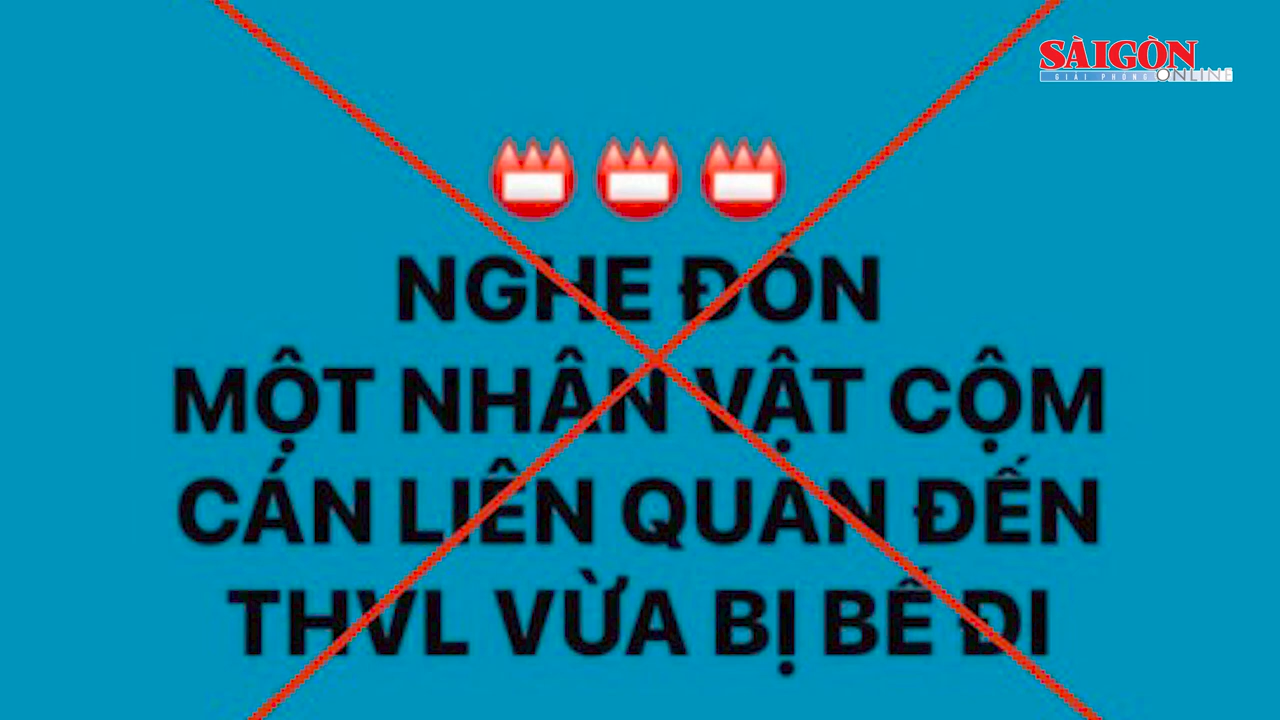 SÀIGÒN
GIẢI PHÓNG ONLINE
NGHE ĐỒN
MỘT NHÂN VẬT CỘM
CÁN LIÊN QUAN ĐẾN
THVL VỪA BỊ BẾ ĐI